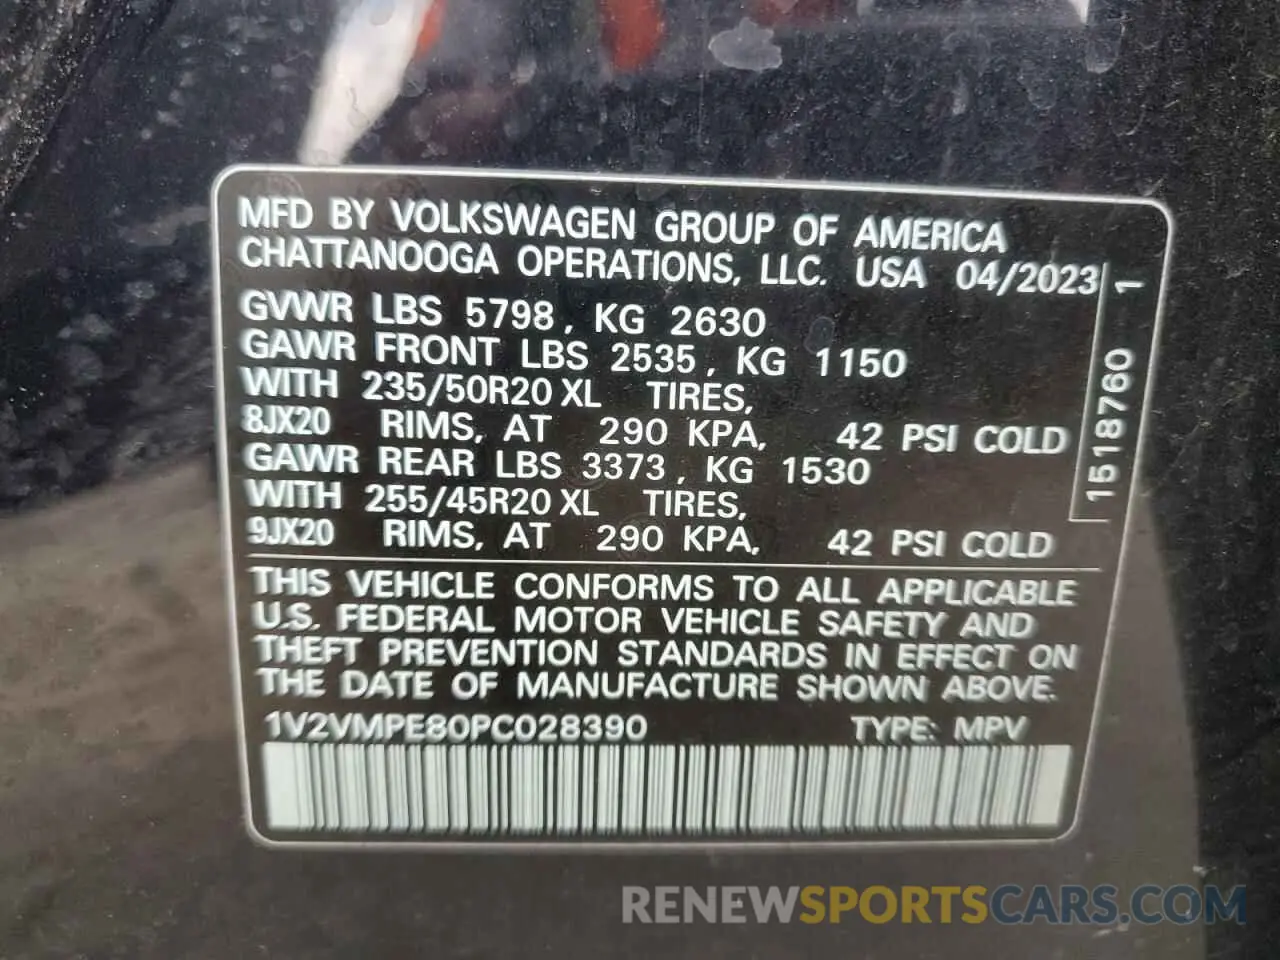 MFD BY VOLKSWAGEN GROUP OF AMERICA
CHATTANOOGA OPERATIONS, LLC. USA 04/2023
GVWR LBS 5798, KG 2630
GAWR FRONT LBS 2535, KG 1150
WITH 235/50R20 XL TIRES,
8JX20 RIMS, AT 290 KPA, 42 PSI COLD
GAWR REAR LBS 3373, KG 1530
WITH 255/45R20 XL TIRES,
9JX20 RIMS, AT 290 KPA, 42 PSI COLD
1518760 1
THIS VEHICLE CONFORMS TO ALL APPLICABLE
U.S. FEDERAL MOTOR VEHICLE SAFETY AND
THEFT PREVENTION STANDARDS IN EFFECT ON
THE DATE OF MANUFACTURE SHOWN ABOVE.
1V2VMPE80PC028390 TYPE: MPV
RENEWSPORTSCARS.COM